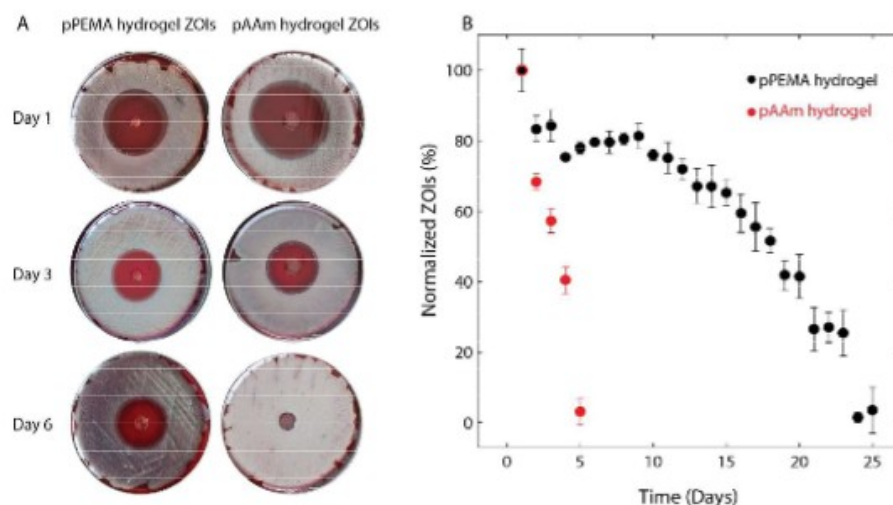 A
pPEMA hydrogel ZOIs pAAm hydrogel ZOIs
Day 1
Day 3
Day 6
B
Normalized ZOIs (%)
100
80
60
40
20
0
pPEMA hydrogel
pAAm hydrogel
0 5 10 15 20 25
Time (Days)